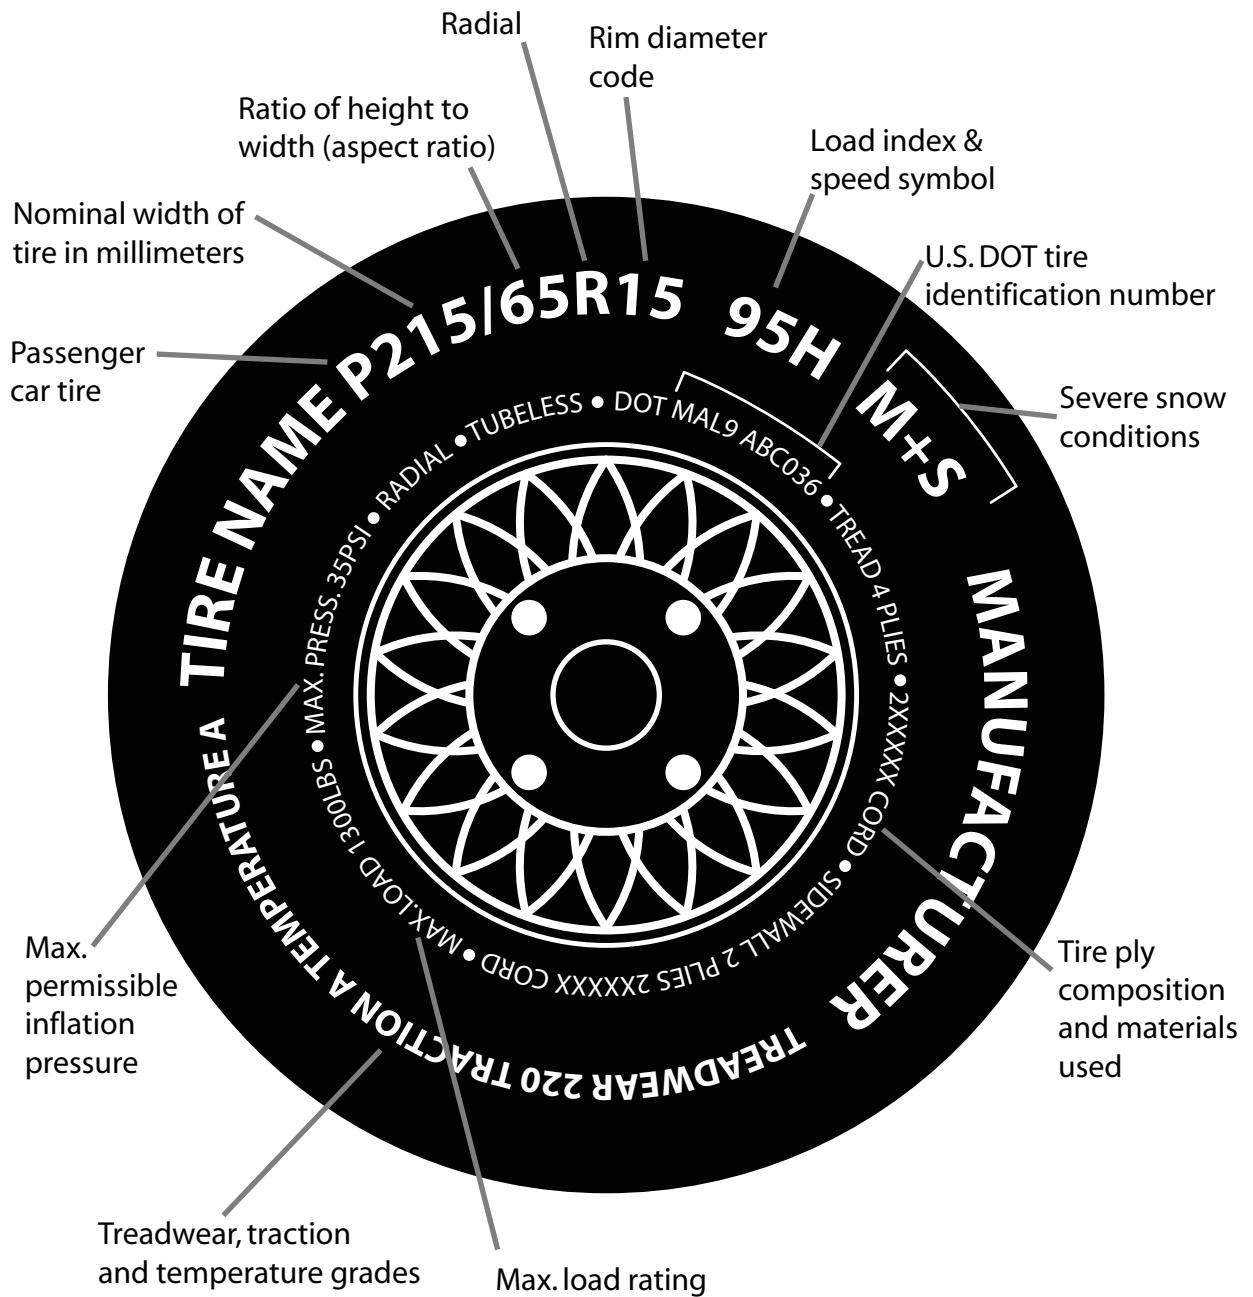 Radial
Rim diameter
code
Ratio of height to
width (aspect ratio)
Load index &
speed symbol
Nominal width of
tire in millimeters
U.S. DOT tire
identification number
Passenger
car tire
Severe snow
conditions
TIRE NAME P215/65R15 95H M+S
MANUFACTURER
TREADWEAR 220 TRACTION A TEMPERATURE A
MAX. PRESS. 35PSI • RADIAL • TUBELESS • DOT MAL9 ABC036 • TREAD 4 PLIES • 2XXXXX CORD • SIDEWALL 2 PLIES 2XXXXX CORD • MAX.LOAD 1300LBS •
Max.
permissible
inflation
pressure
Tire ply
composition
and materials
used
Treadwear, traction
and temperature grades
Max. load rating